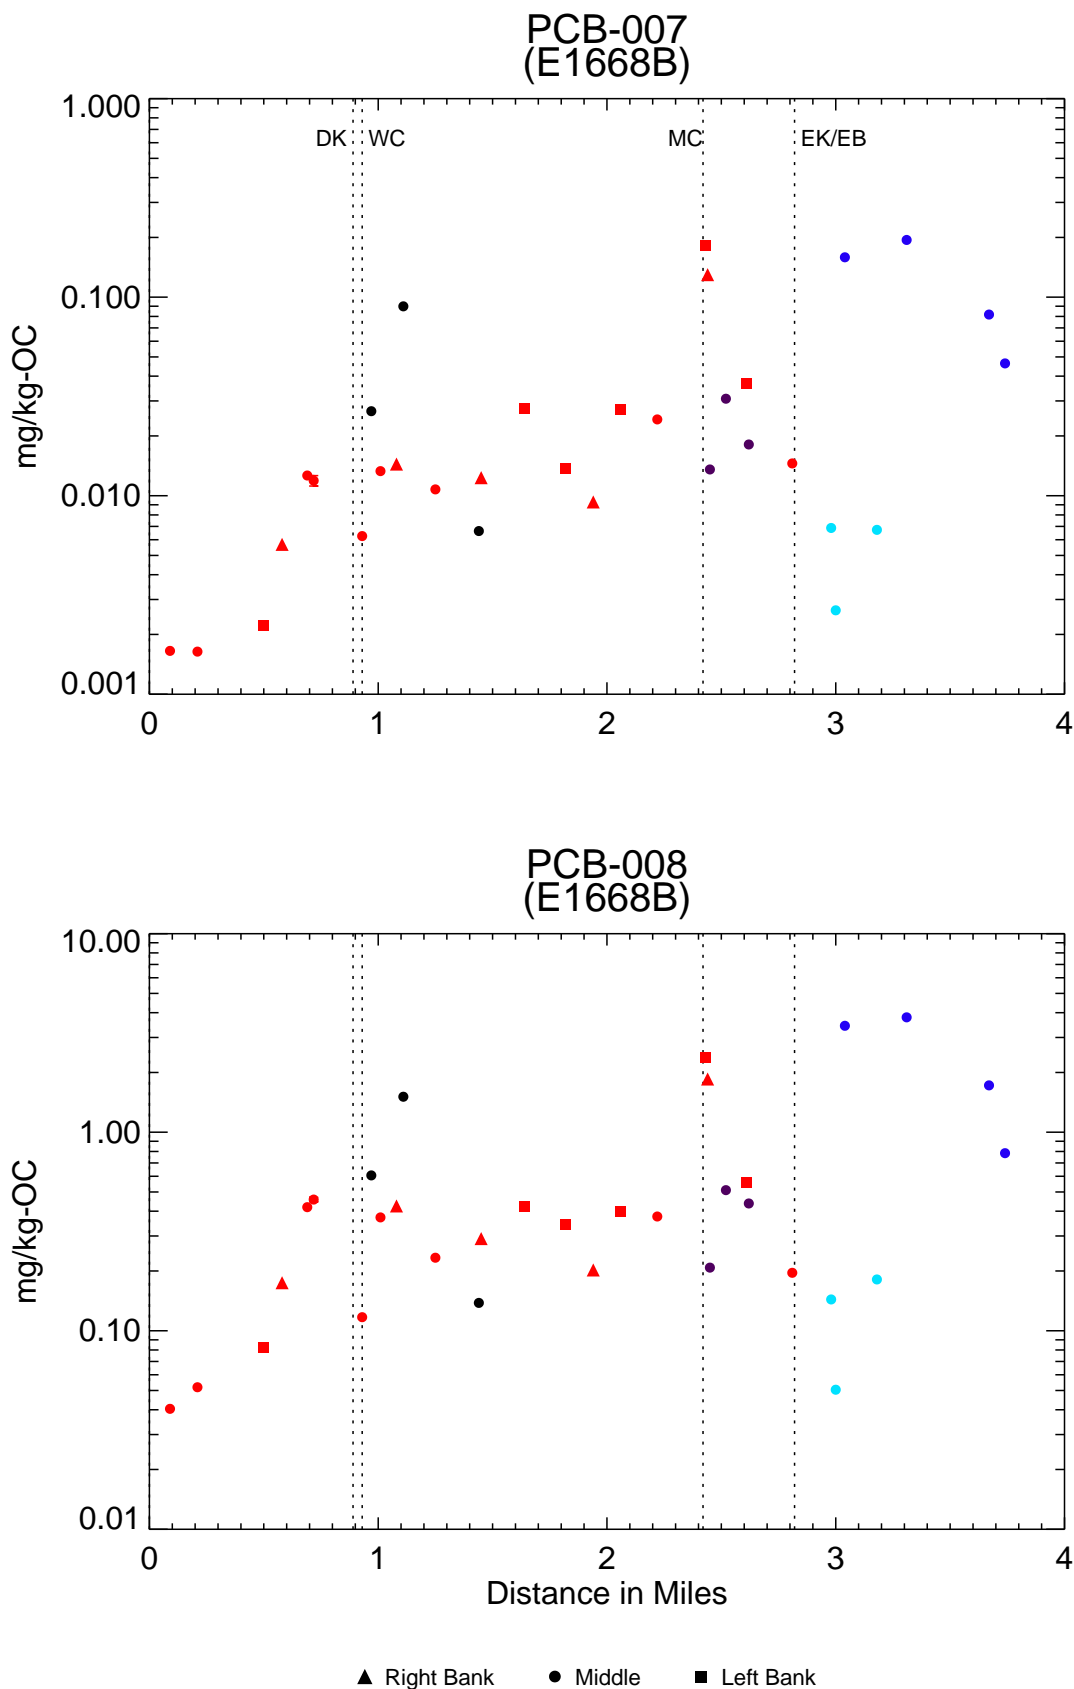 PCB-007
(E1668B)
1.000
DK WC MC EK/EB
0.100
mg/kg-OC
0.010
0.001
0 1 2 3 4
PCB-008
(E1668B)
10.00
1.00
mg/kg-OC
0.10
0.01
0 1 2 3 4
Distance in Miles
Right Bank Middle Left Bank